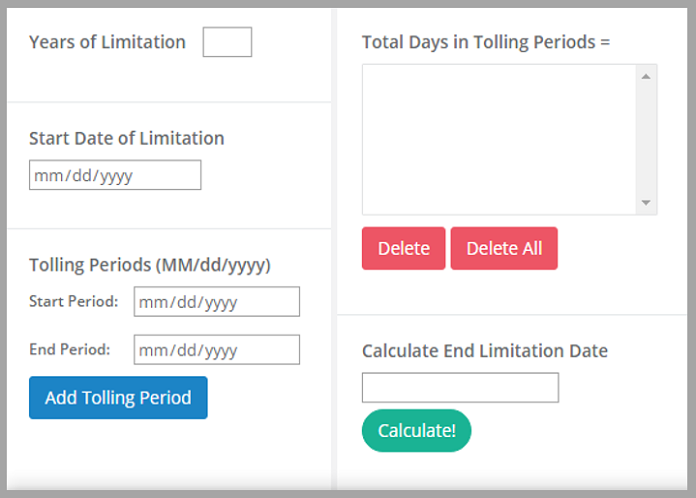 Years of Limitation
Start Date of Limitation
mm/dd/yyyy
Tolling Periods (MM/dd/yyyy)
Start Period: mm/dd/yyyy
End Period: mm/dd/yyyy
Add Tolling Period
Total Days in Tolling Periods =
Delete Delete All
Calculate End Limitation Date
Calculate!